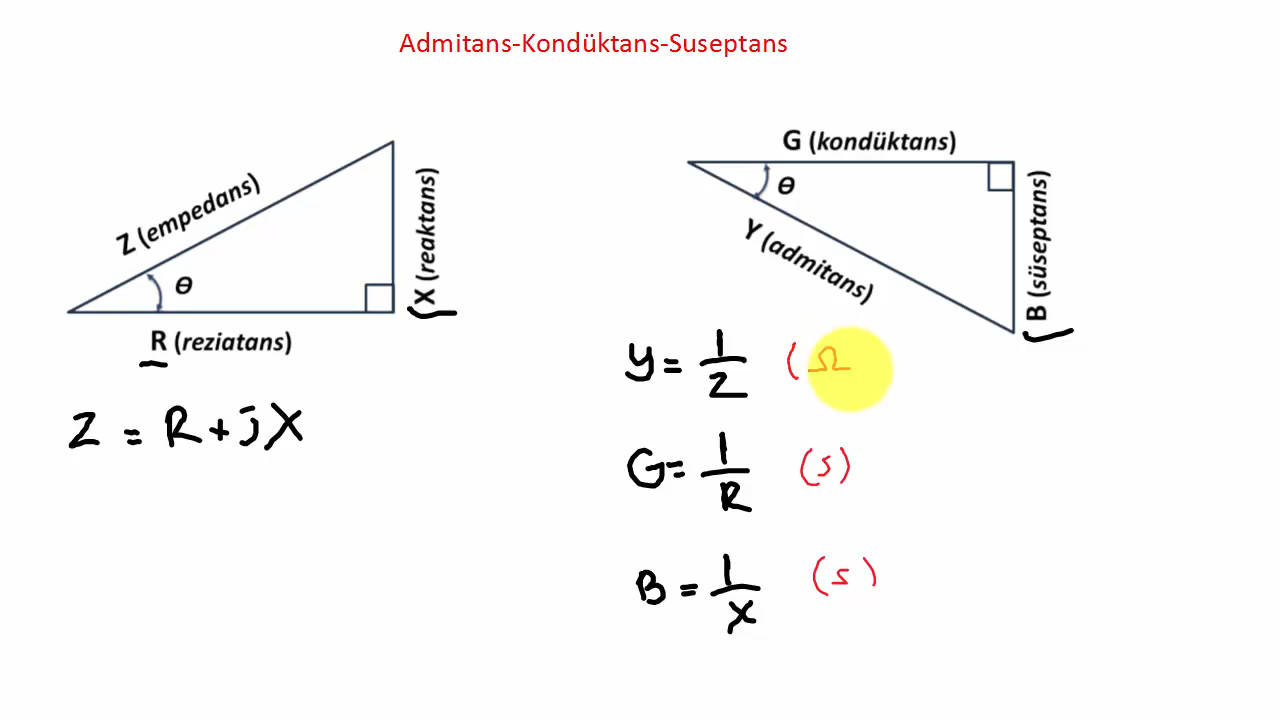 Admitans-Kondüktans-Suseptans
Z (empedans)
θ
X (reaktans)
R (reziatans)
Z = R + jX
G (kondüktans)
θ
Y (admitans)
B (süseptans)
Y = 1/Z (Ω
G = 1/R (s)
B = 1/X (s)